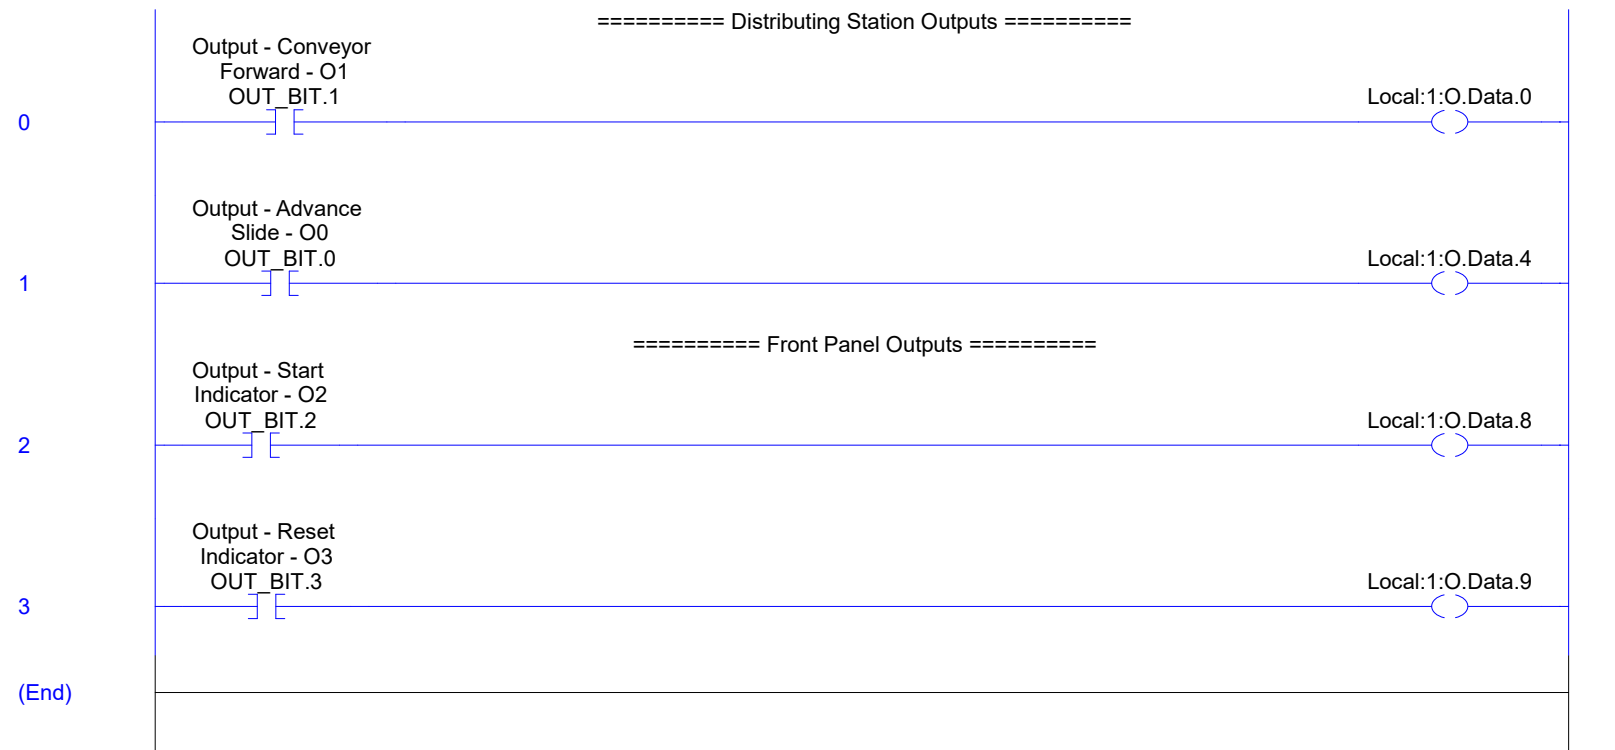 ========== Distributing Station Outputs ==========
Output - Conveyor
Forward - O1
OUT_BIT.1
Local:1:O.Data.0
0
Output - Advance
Slide - O0
OUT_BIT.0
Local:1:O.Data.4
1
========== Front Panel Outputs ==========
Output - Start
Indicator - O2
OUT_BIT.2
Local:1:O.Data.8
2
Output - Reset
Indicator - O3
OUT_BIT.3
Local:1:O.Data.9
3
(End)